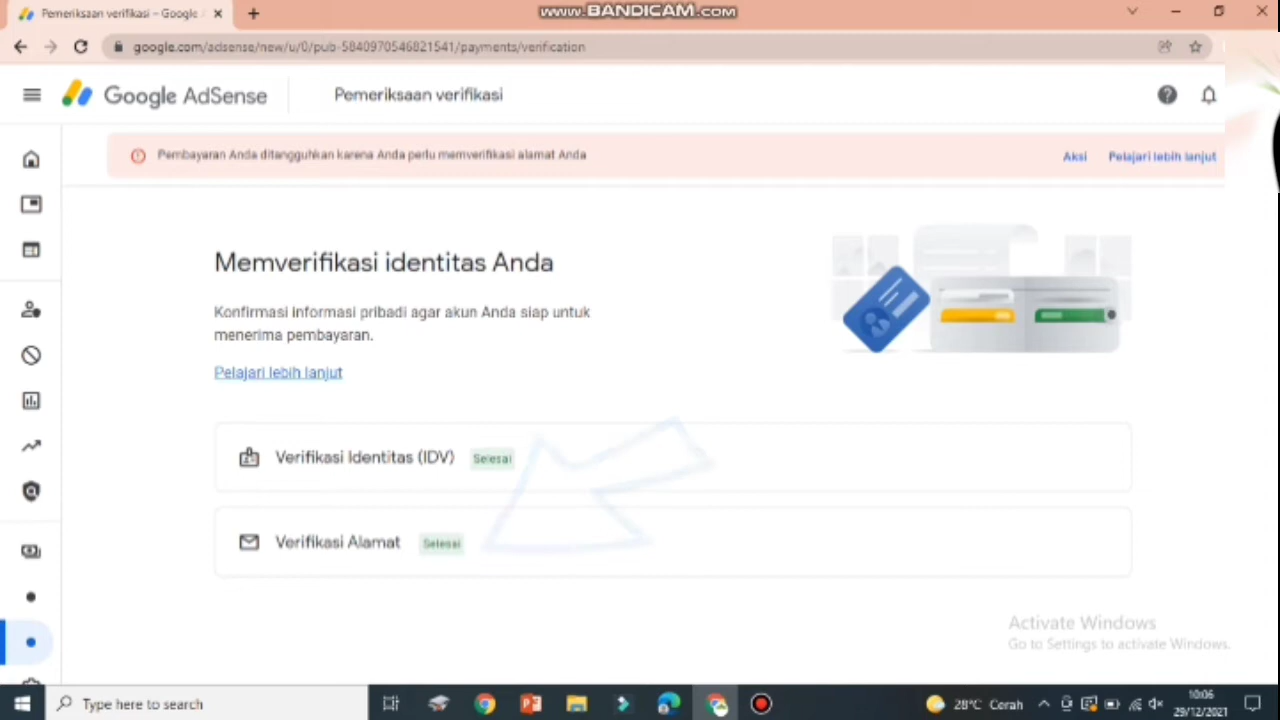 Pemeriksaan verifikasi – Google A
www.BANDICAM.com
google.com/adsense/new/u/0/pub-5840970546821541/payments/verification
Google AdSense
Pemeriksaan verifikasi
Pembayaran Anda ditangguhkan karena Anda perlu memverifikasi alamat Anda
Aksi
Pelajari lebih lanjut
Memverifikasi identitas Anda
Konfirmasi informasi pribadi agar akun Anda siap untuk
menerima pembayaran.
Pelajari lebih lanjut
Verifikasi Identitas (IDV) Selesai
Verifikasi Alamat Selesai
Activate Windows
Go to Settings to activate Windows.
Type here to search
28°C Cerah
10:06
29/12/2021